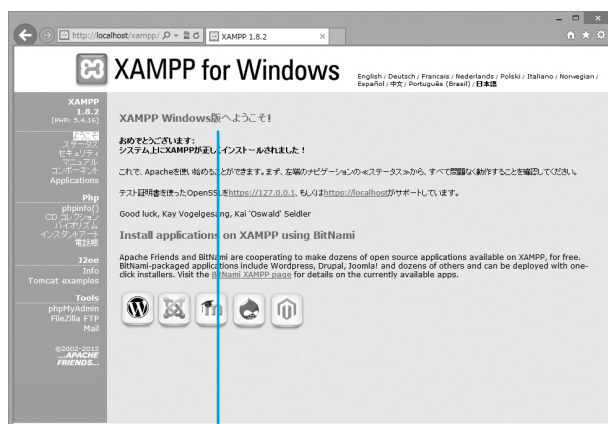 http://localhost/xampp/
XAMPP 1.8.2
XAMPP for Windows
English / Deutsch / Francais / Nederlands / Polski / Italiano / Norwegian /
Español / 中文 / Português (Brasil) / 日本語
XAMPP
1.8.2
[PHP: 5.4.16]
ようこそ
ステータス
セキュリティ
マニュアル
コンポーネント
Applications
Php
phpinfo()
CD コレクション
バイオリズム
インスタントアート
電話帳
J2ee
Info
Tomcat examples
Tools
phpMyAdmin
FileZilla FTP
Mail
©2002-2013
...APACHE
FRIENDS...
XAMPP Windows版へようこそ!
おめでとうございます:
システム上にXAMPPが正しくインストールされました!
これで、Apacheを使い始めることができます。まず、左端のナビゲーションの≪ステータス≫から、すべて問題なく動作することを確認してください。
テスト証明書を使ったOpenSSLをhttps://127.0.0.1、もしくはhttps://localhostがサポートしています。
Good luck, Kay Vogelgesang, Kai 'Oswald' Seidler
Install applications on XAMPP using BitNami
Apache Friends and BitNami are cooperating to make dozens of open source applications available on XAMPP, for free.
BitNami-packaged applications include Wordpress, Drupal, Joomla! and dozens of others and can be deployed with one-
click installers. Visit the BitNami XAMPP page for details on the currently available apps.